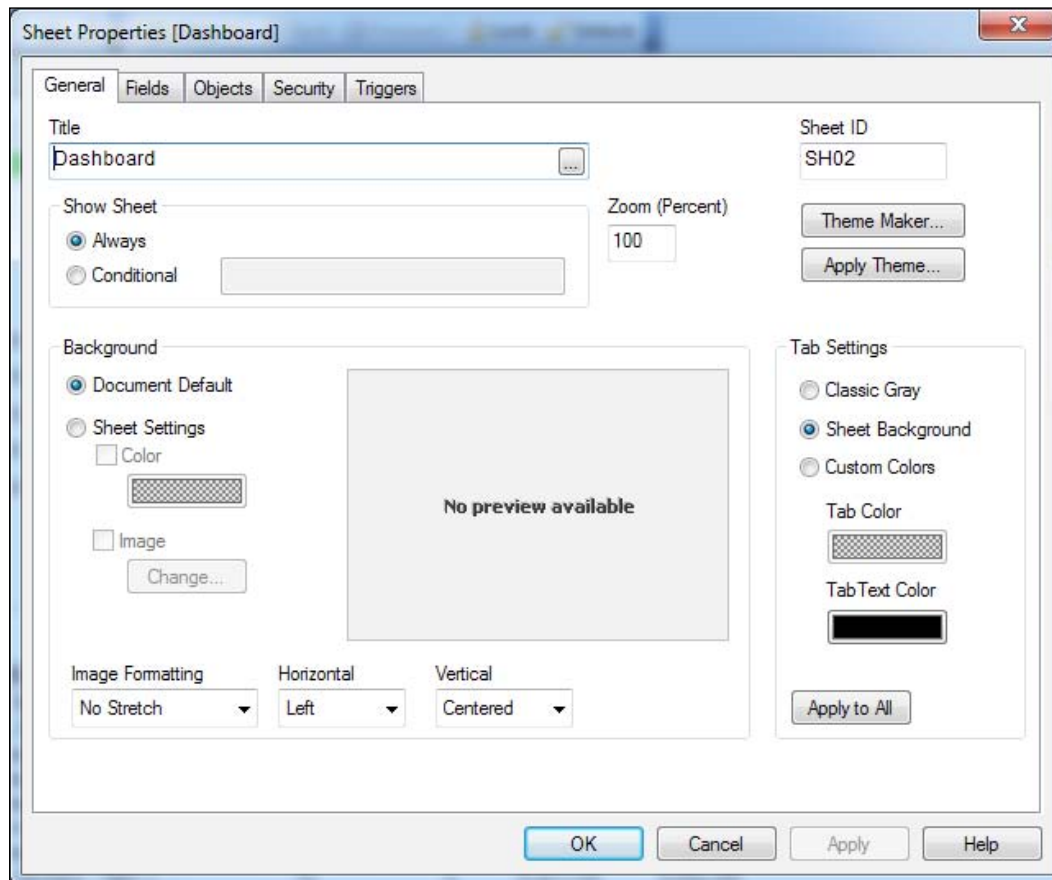 Sheet Properties [Dashboard]
General Fields Objects Security Triggers
Title
Sheet ID
Dashboard
...
SH02
Show Sheet
Always
Conditional
Zoom (Percent)
100
Theme Maker...
Apply Theme...
Background
Document Default
Sheet Settings
Color
Image
Change...
No preview available
Image Formatting
Horizontal
Vertical
No Stretch
Left
Centered
Tab Settings
Classic Gray
Sheet Background
Custom Colors
Tab Color
TabText Color
Apply to All
OK
Cancel
Apply
Help